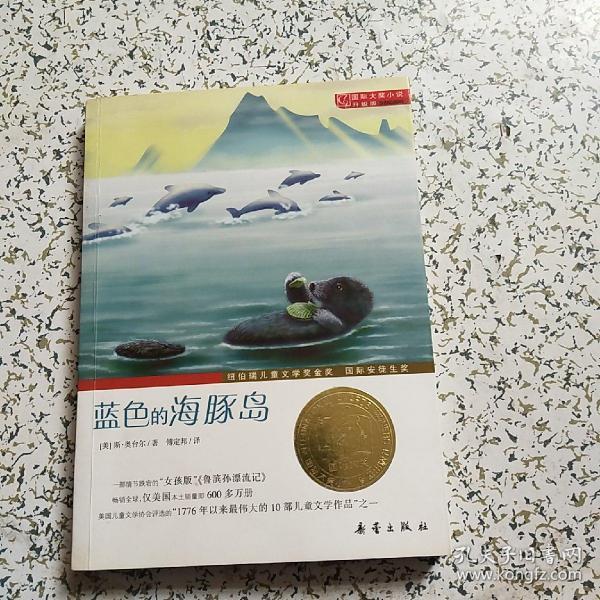 国际大奖小说
升级版
纽伯瑞儿童文学奖金奖 国际安徒生奖
蓝色的海豚岛
[美]斯·奥台尔/著 傅定邦/译
一部情节跌宕的“女孩版”《鲁滨孙漂流记》
畅销全球,仅美国本土销量即600多万册
美国儿童文学协会评选的“1776年以来最伟大的10部儿童文学作品”之一
新蕾出版社
孔夫子旧书网
www.kongfz.com